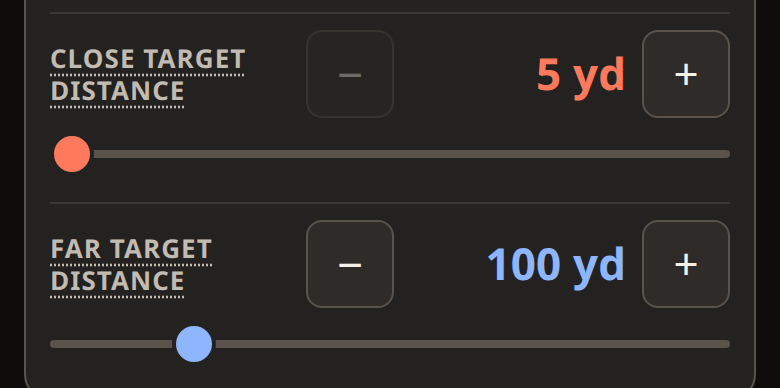 CLOSE TARGET
DISTANCE
− 5 yd +
FAR TARGET
DISTANCE
− 100 yd +